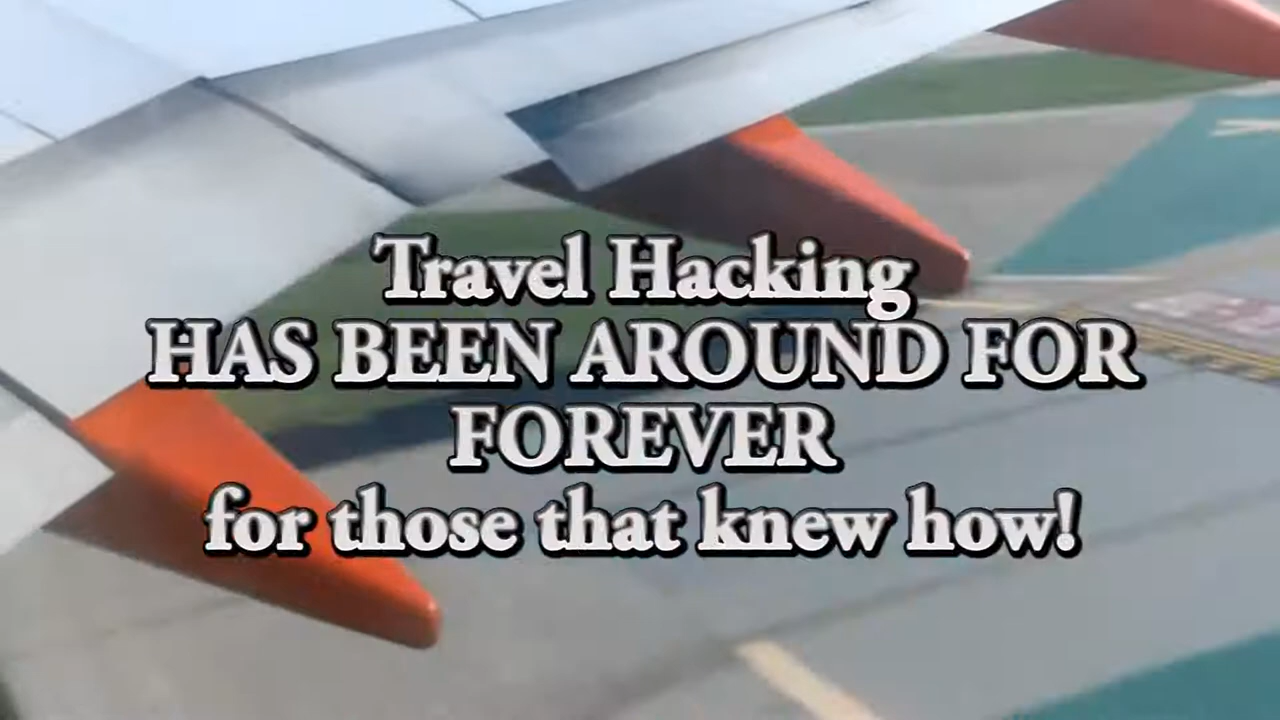 Travel Hacking
HAS BEEN AROUND FOR
FOREVER
for those that knew how!